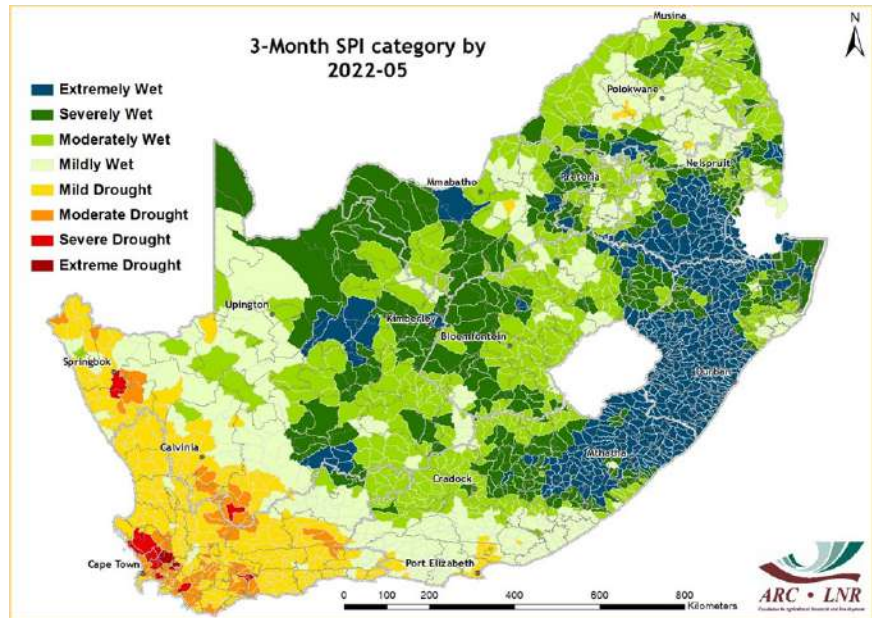 Musina
N
3-Month SPI category by
2022-05
Extremely Wet
Severely Wet
Moderately Wet
Mildly Wet
Mild Drought
Moderate Drought
Severe Drought
Extreme Drought
Polokwane
Nelspruit
Mmabatho
Pretoria
Upington
Kimberley
Bloemfontein
Springbok
Durban
Calvinia
Mthatha
Cradock
Cape Town
Port Elizabeth
0 100 200 400 600 800
Kilometers
ARC • LNR